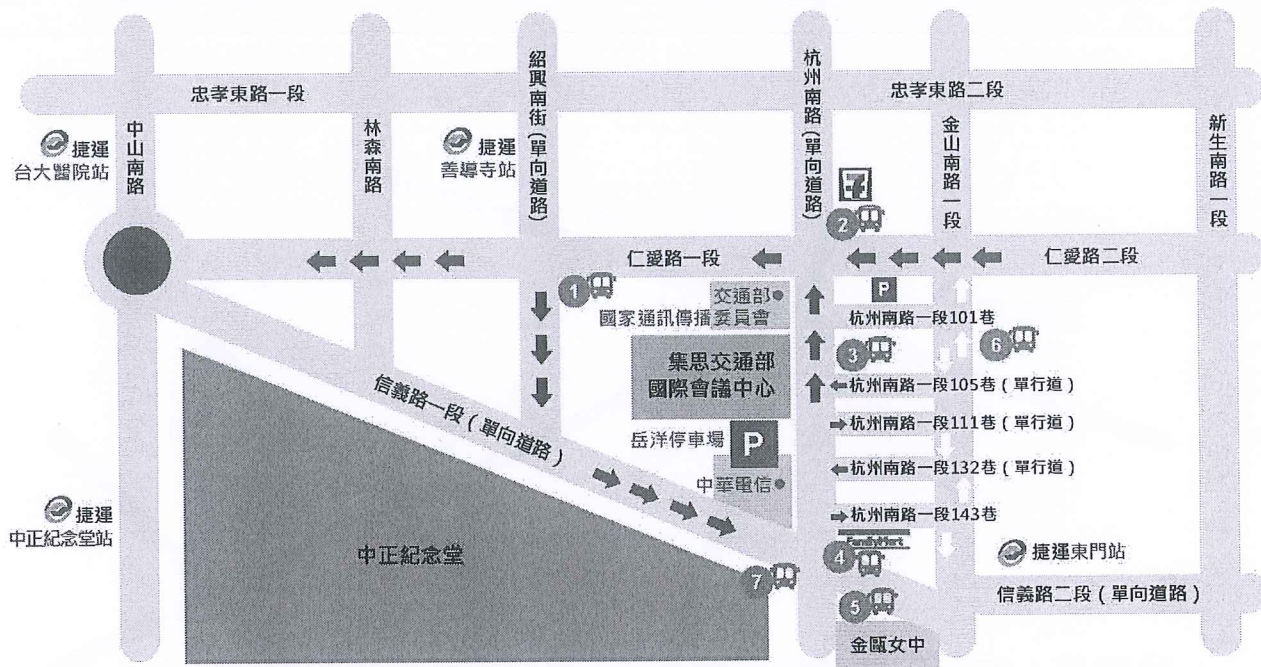 忠孝東路一段
忠孝東路二段
中山南路
林森南路
紹興南街(單向道路)
杭州南路(單向道路)
金山南路一段
新生南路一段
捷運
台大醫院站
捷運
善導寺站
7
2
仁愛路一段
仁愛路二段
1
交通部
國家通訊傳播委員會
P
杭州南路一段101巷
集思交通部
國際會議中心
3
6
杭州南路一段105巷(單行道)
杭州南路一段111巷(單行道)
杭州南路一段132巷(單行道)
杭州南路一段143巷
信義路一段(單向道路)
岳洋停車場
P
中華電信
捷運
中正紀念堂站
中正紀念堂
FamilyMart
4
捷運東門站
7
5
信義路二段(單向道路)
金甌女中